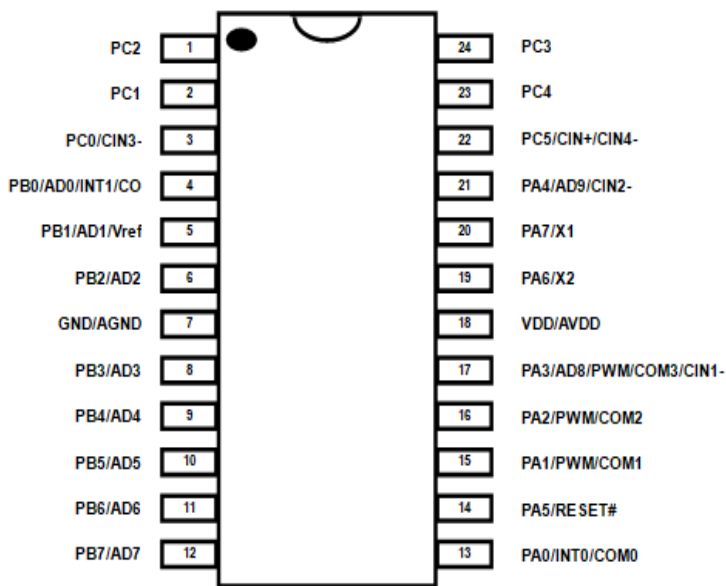 PC2 1 24 PC3
PC1 2 23 PC4
PC0/CIN3- 3 22 PC5/CIN+/CIN4-
PB0/AD0/INT1/CO 4 21 PA4/AD9/CIN2-
PB1/AD1/Vref 5 20 PA7/X1
PB2/AD2 6 19 PA6/X2
GND/AGND 7 18 VDD/AVDD
PB3/AD3 8 17 PA3/AD8/PWM/COM3/CIN1-
PB4/AD4 9 16 PA2/PWM/COM2
PB5/AD5 10 15 PA1/PWM/COM1
PB6/AD6 11 14 PA5/RESET#
PB7/AD7 12 13 PA0/INT0/COM0